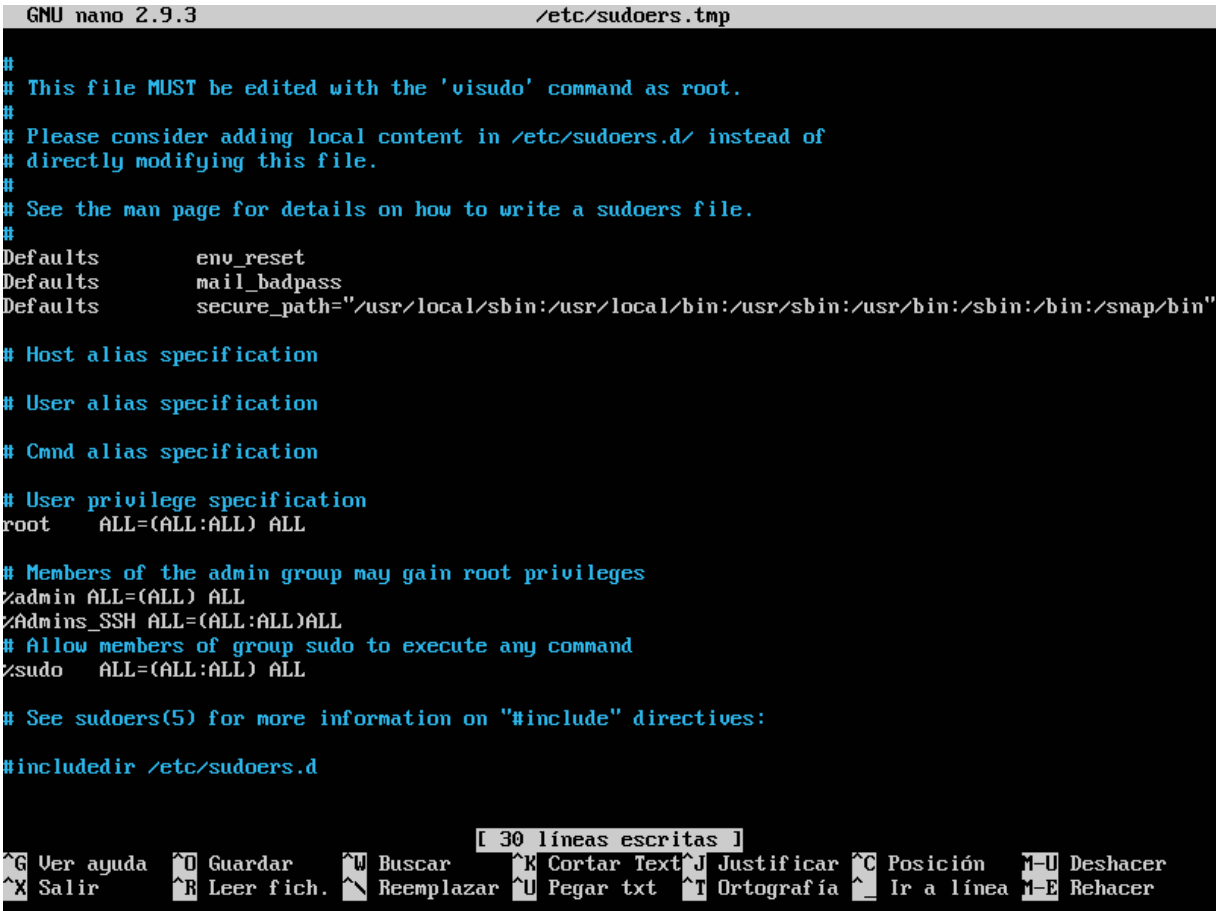 GNU nano 2.9.3 /etc/sudoers.tmp
#
# This file MUST be edited with the 'visudo' command as root.
#
# Please consider adding local content in /etc/sudoers.d/ instead of
# directly modifying this file.
#
# See the man page for details on how to write a sudoers file.
#
Defaults env_reset
Defaults mail_badpass
Defaults secure_path="/usr/local/sbin:/usr/local/bin:/usr/sbin:/usr/bin:/sbin:/bin:/snap/bin"
# Host alias specification
# User alias specification
# Cmnd alias specification
# User privilege specification
root ALL=(ALL:ALL) ALL
# Members of the admin group may gain root privileges
%admin ALL=(ALL) ALL
%Admins_SSH ALL=(ALL:ALL)ALL
# Allow members of group sudo to execute any command
%sudo ALL=(ALL:ALL) ALL
# See sudoers(5) for more information on "#include" directives:
#includedir /etc/sudoers.d
[ 30 líneas escritas ]
^G Ver ayuda ^O Guardar ^W Buscar ^K Cortar Text ^J Justificar ^C Posición M-U Deshacer
^X Salir ^R Leer fich. ^\ Reemplazar ^U Pegar txt ^T Ortografía ^_ Ir a línea M-E Rehacer